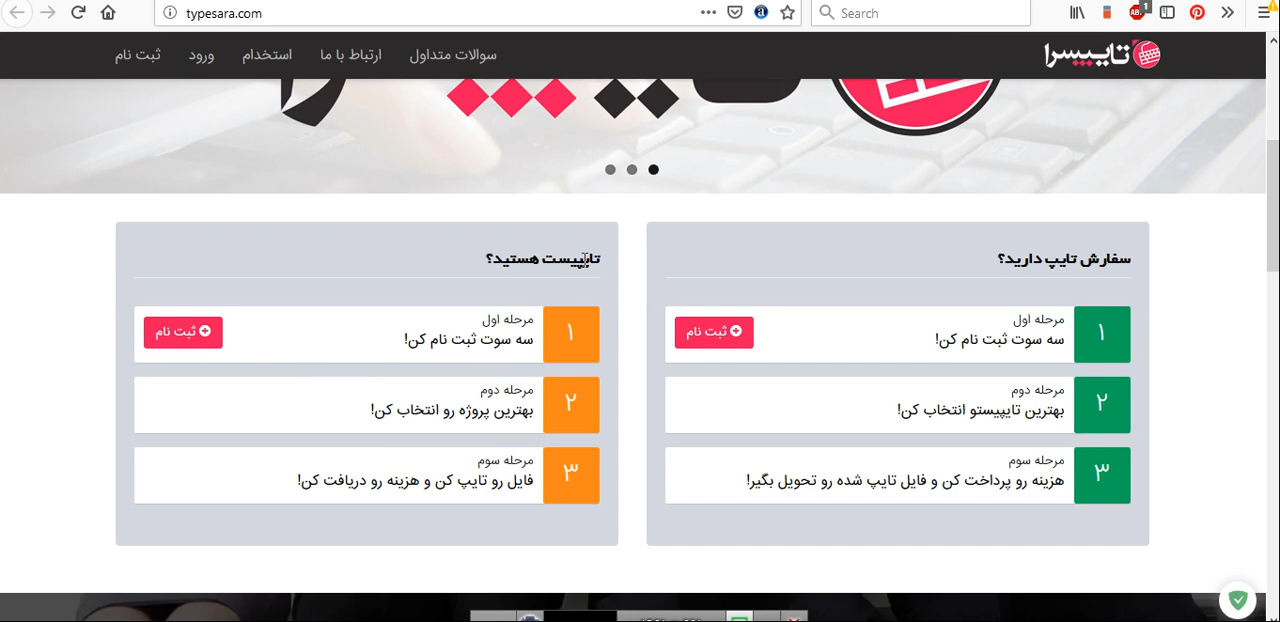 typesara.com
Search
1
تایپسرا
سوالات متداول
ارتباط با ما
استخدام
ورود
ثبت نام
سفارش تایپ دارید؟
۱
مرحله اول
سه سوت ثبت نام کن!
ثبت نام
۲
مرحله دوم
بهترین تایپیستو انتخاب کن!
۳
مرحله سوم
هزینه رو پرداخت کن و فایل تایپ شده رو تحویل بگیر!
تایپیست هستید؟
۱
مرحله اول
سه سوت ثبت نام کن!
ثبت نام
۲
مرحله دوم
بهترین پروژه رو انتخاب کن!
۳
مرحله سوم
فایل رو تایپ کن و هزینه رو دریافت کن!